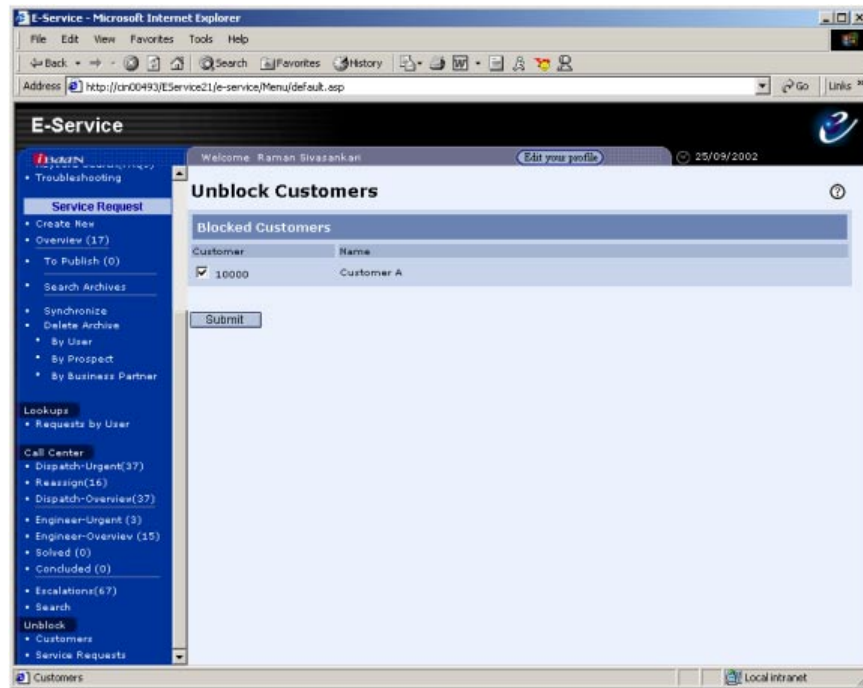 E-Service - Microsoft Internet Explorer
File Edit View Favorites Tools Help
Back Search Favorites History
Address http://cin00493/EService21/e-service/Menu/default.asp Go Links »
E-Service
iBaan Welcome Raman Sivasankari Edit your profile 25/09/2002
Troubleshooting
Service Request
Create New
Overview (17)
To Publish (0)
Search Archives
Synchronize
Delete Archive
By User
By Prospect
By Business Partner
Lookups
Requests by User
Call Center
Dispatch-Urgent(37)
Reassign(16)
Dispatch-Overview(37)
Engineer-Urgent (3)
Engineer-Overview (15)
Solved (0)
Concluded (0)
Escalations(67)
Search
Unblock
Customers
Service Requests
Unblock Customers
Blocked Customers
Customer Name
10000 Customer A
Submit
Customers Local intranet